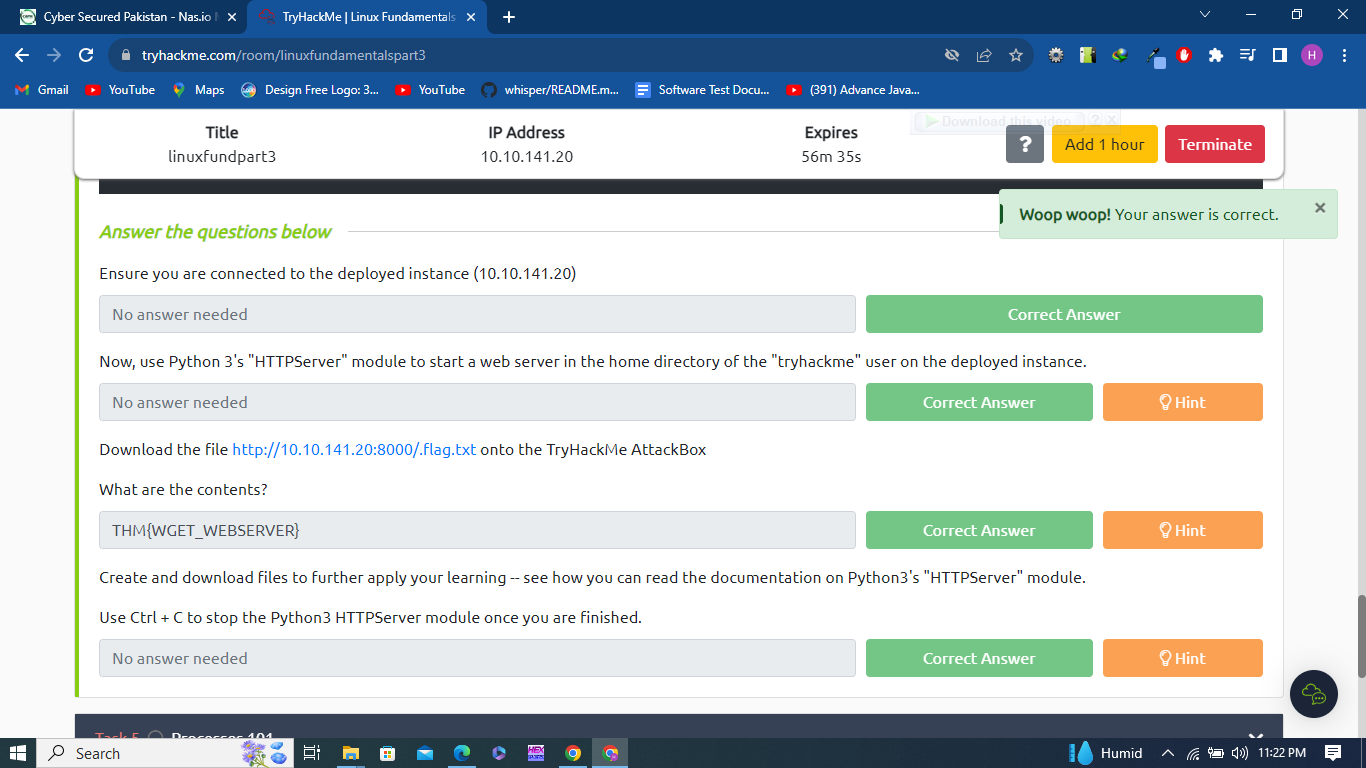 Cyber Secured Pakistan - Nas.io
TryHackMe | Linux Fundamentals
tryhackme.com/room/linuxfundamentalspart3
H
Gmail YouTube Maps Design Free Logo: 3... YouTube whisper/README.m... Software Test Docu... (391) Advance Java...
Download this video ? X
Title IP Address Expires
linuxfundpart3 10.10.141.20 56m 35s
? Add 1 hour Terminate
Woop woop! Your answer is correct. ×
Answer the questions below
Ensure you are connected to the deployed instance (10.10.141.20)
No answer needed Correct Answer
Now, use Python 3's "HTTPServer" module to start a web server in the home directory of the "tryhackme" user on the deployed instance.
No answer needed Correct Answer Hint
Download the file http://10.10.141.20:8000/.flag.txt onto the TryHackMe AttackBox
What are the contents?
THM{WGET_WEBSERVER} Correct Answer Hint
Create and download files to further apply your learning -- see how you can read the documentation on Python3's "HTTPServer" module.
Use Ctrl + C to stop the Python3 HTTPServer module once you are finished.
No answer needed Correct Answer Hint
Task 5 Processes 101
Search HEX Humid 11:22 PM